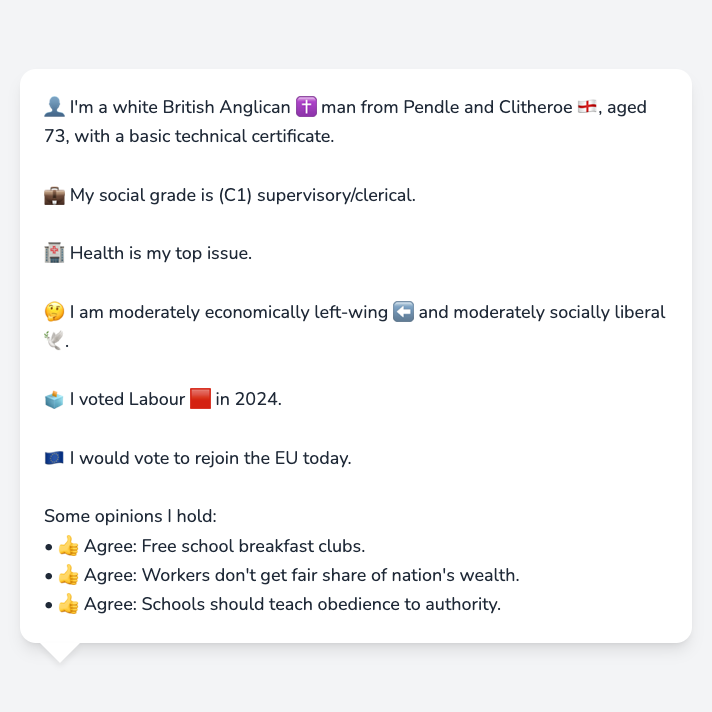 👤 I'm a white British Anglican ✝️ man from Pendle and Clitheroe 🏴󠁧󠁢󠁥󠁮󠁧󠁿, aged
73, with a basic technical certificate.
💼 My social grade is (C1) supervisory/clerical.
🏥 Health is my top issue.
🤔 I am moderately economically left-wing ⬅️ and moderately socially liberal
🕊️.
🗳️ I voted Labour 🟥 in 2024.
🇪🇺 I would vote to rejoin the EU today.
Some opinions I hold:
• 👍 Agree: Free school breakfast clubs.
• 👍 Agree: Workers don't get fair share of nation's wealth.
• 👍 Agree: Schools should teach obedience to authority.